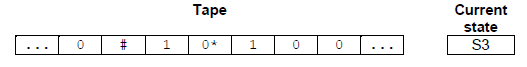 Tape
Current
state
... 0 # 1 0* 1 0 0 ...
S3